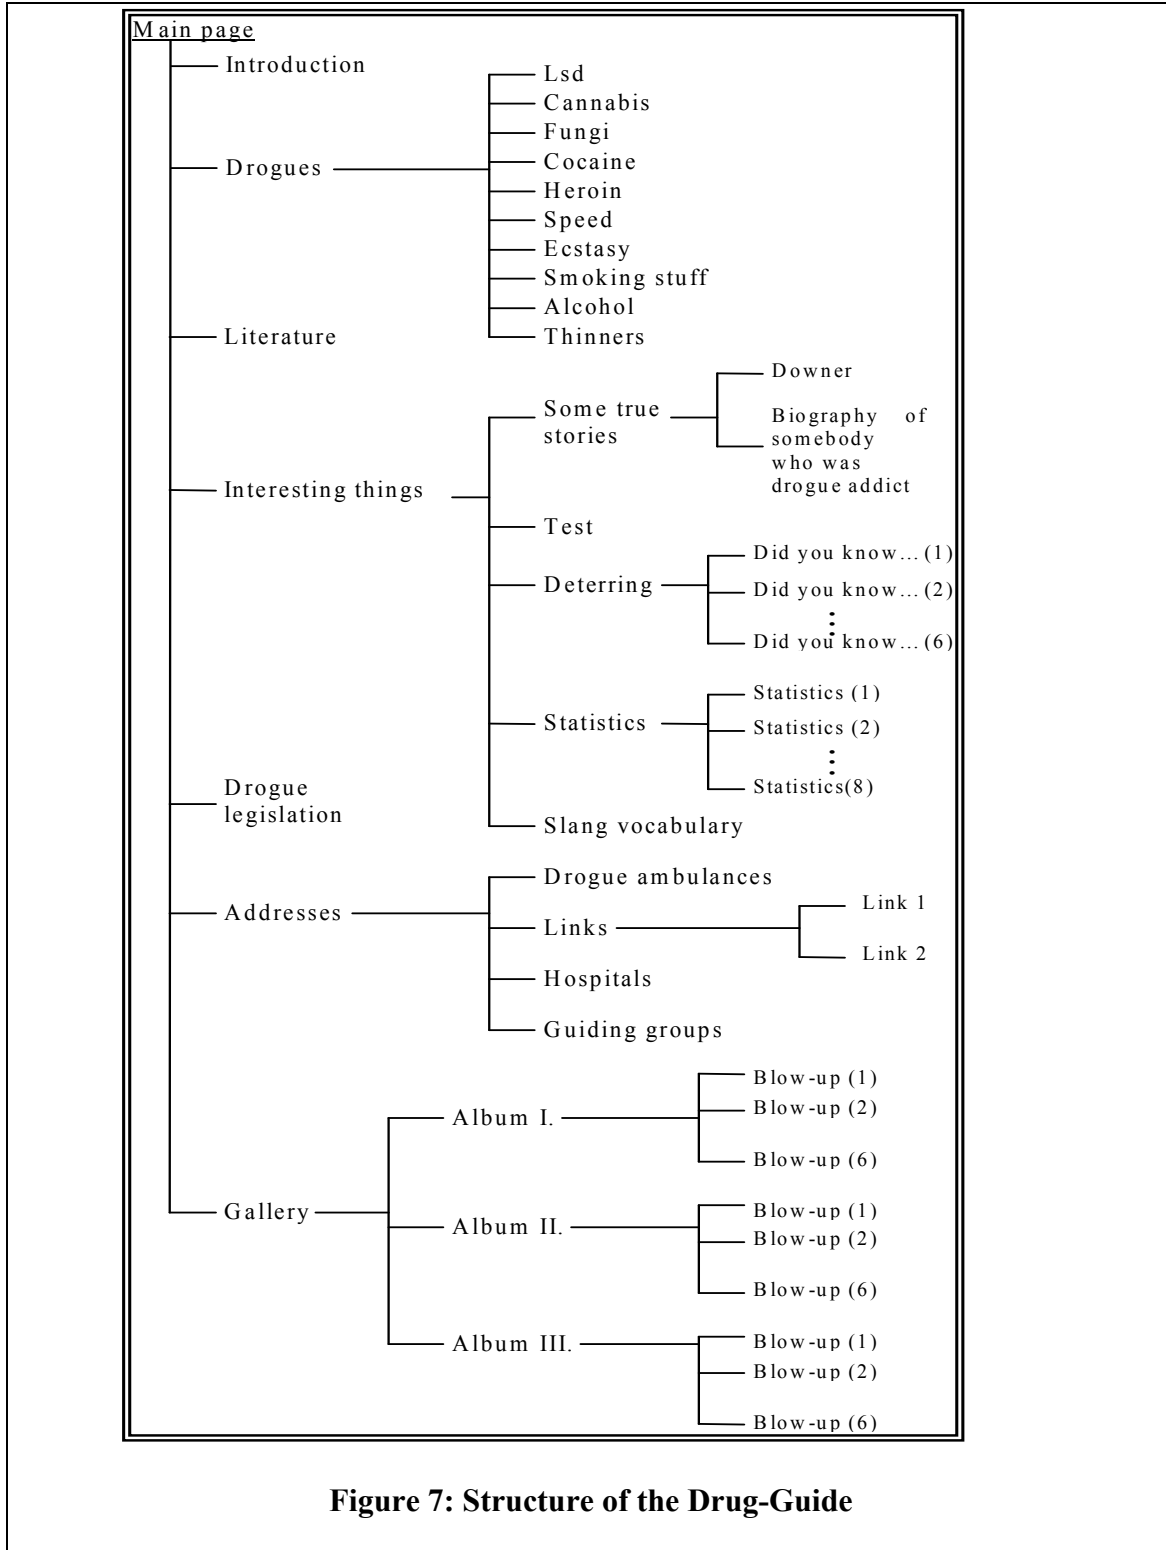 Main page
Introduction
Drogues
Lsd
Cannabis
Fungi
Cocaine
Heroin
Speed
Ecstasy
Smoking stuff
Alcohol
Thinners
Literature
Interesting things
Some true
stories
Downer
Biography of
somebody
who was
drogue addict
Test
Deterring
Did you know...(1)
Did you know...(2)
Did you know...(6)
Statistics
Statistics (1)
Statistics (2)
Statistics(8)
Slang vocabulary
Drogue
legislation
Addresses
Drogue ambulances
Links
Link 1
Link 2
Hospitals
Guiding groups
Gallery
Album I.
Blow-up (1)
Blow-up (2)
Blow-up (6)
Album II.
Blow-up (1)
Blow-up (2)
Blow-up (6)
Album III.
Blow-up (1)
Blow-up (2)
Blow-up (6)
Figure 7: Structure of the Drug-Guide